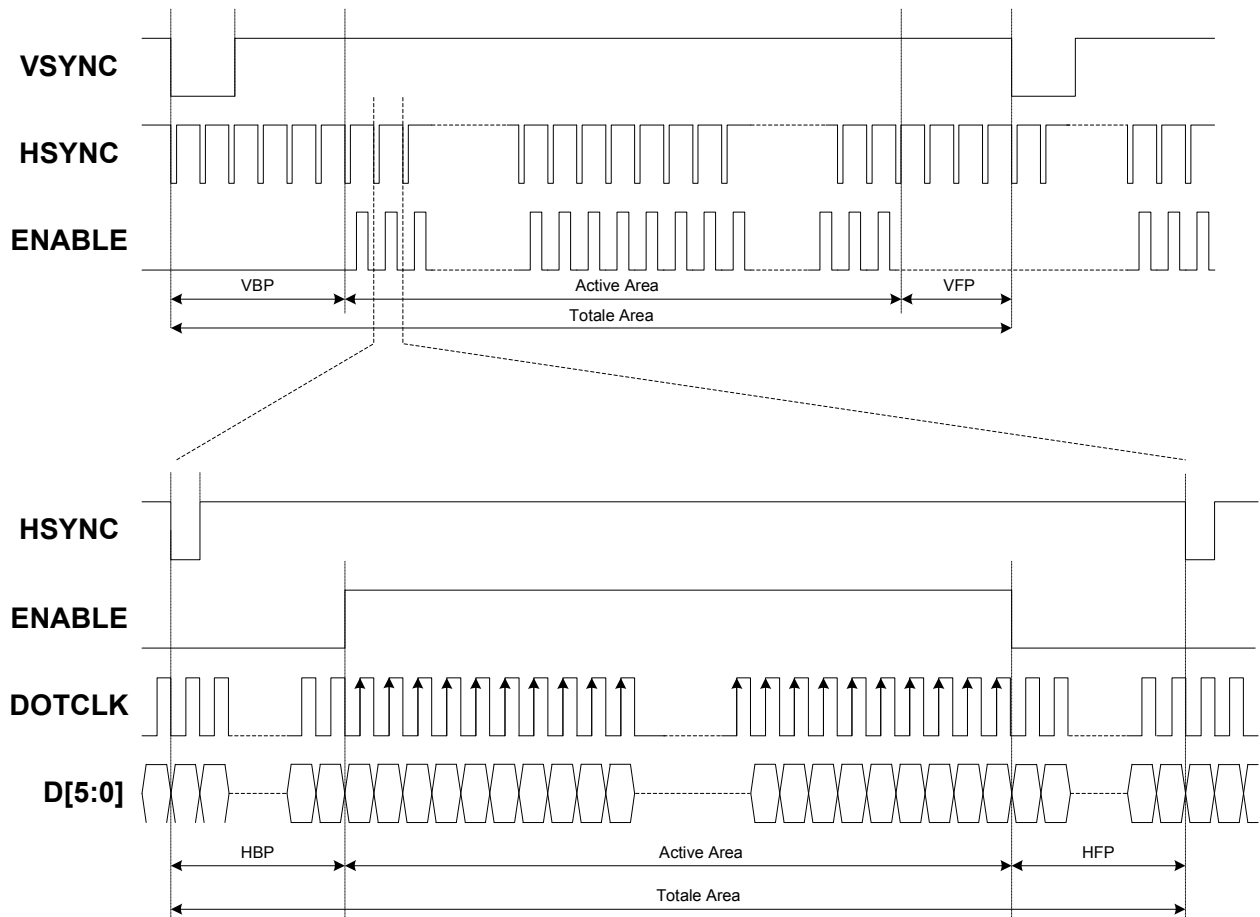 VSYNC
HSYNC
ENABLE
VBP
Active Area
VFP
Totale Area
HSYNC
ENABLE
DOTCLK
D[5:0]
HBP
Active Area
HFP
Totale Area